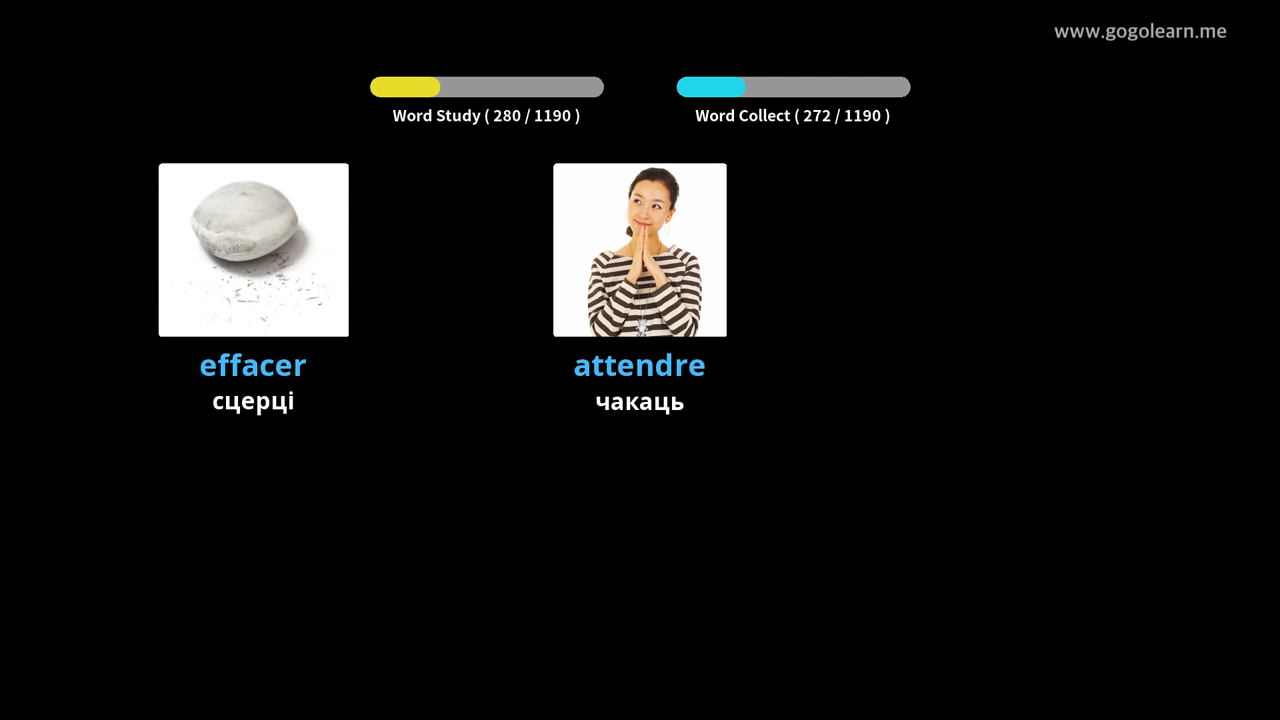 www.gogolearn.me
Word Study ( 280 / 1190 )
Word Collect ( 272 / 1190 )
effacer
сцерці
attendre
чакаць